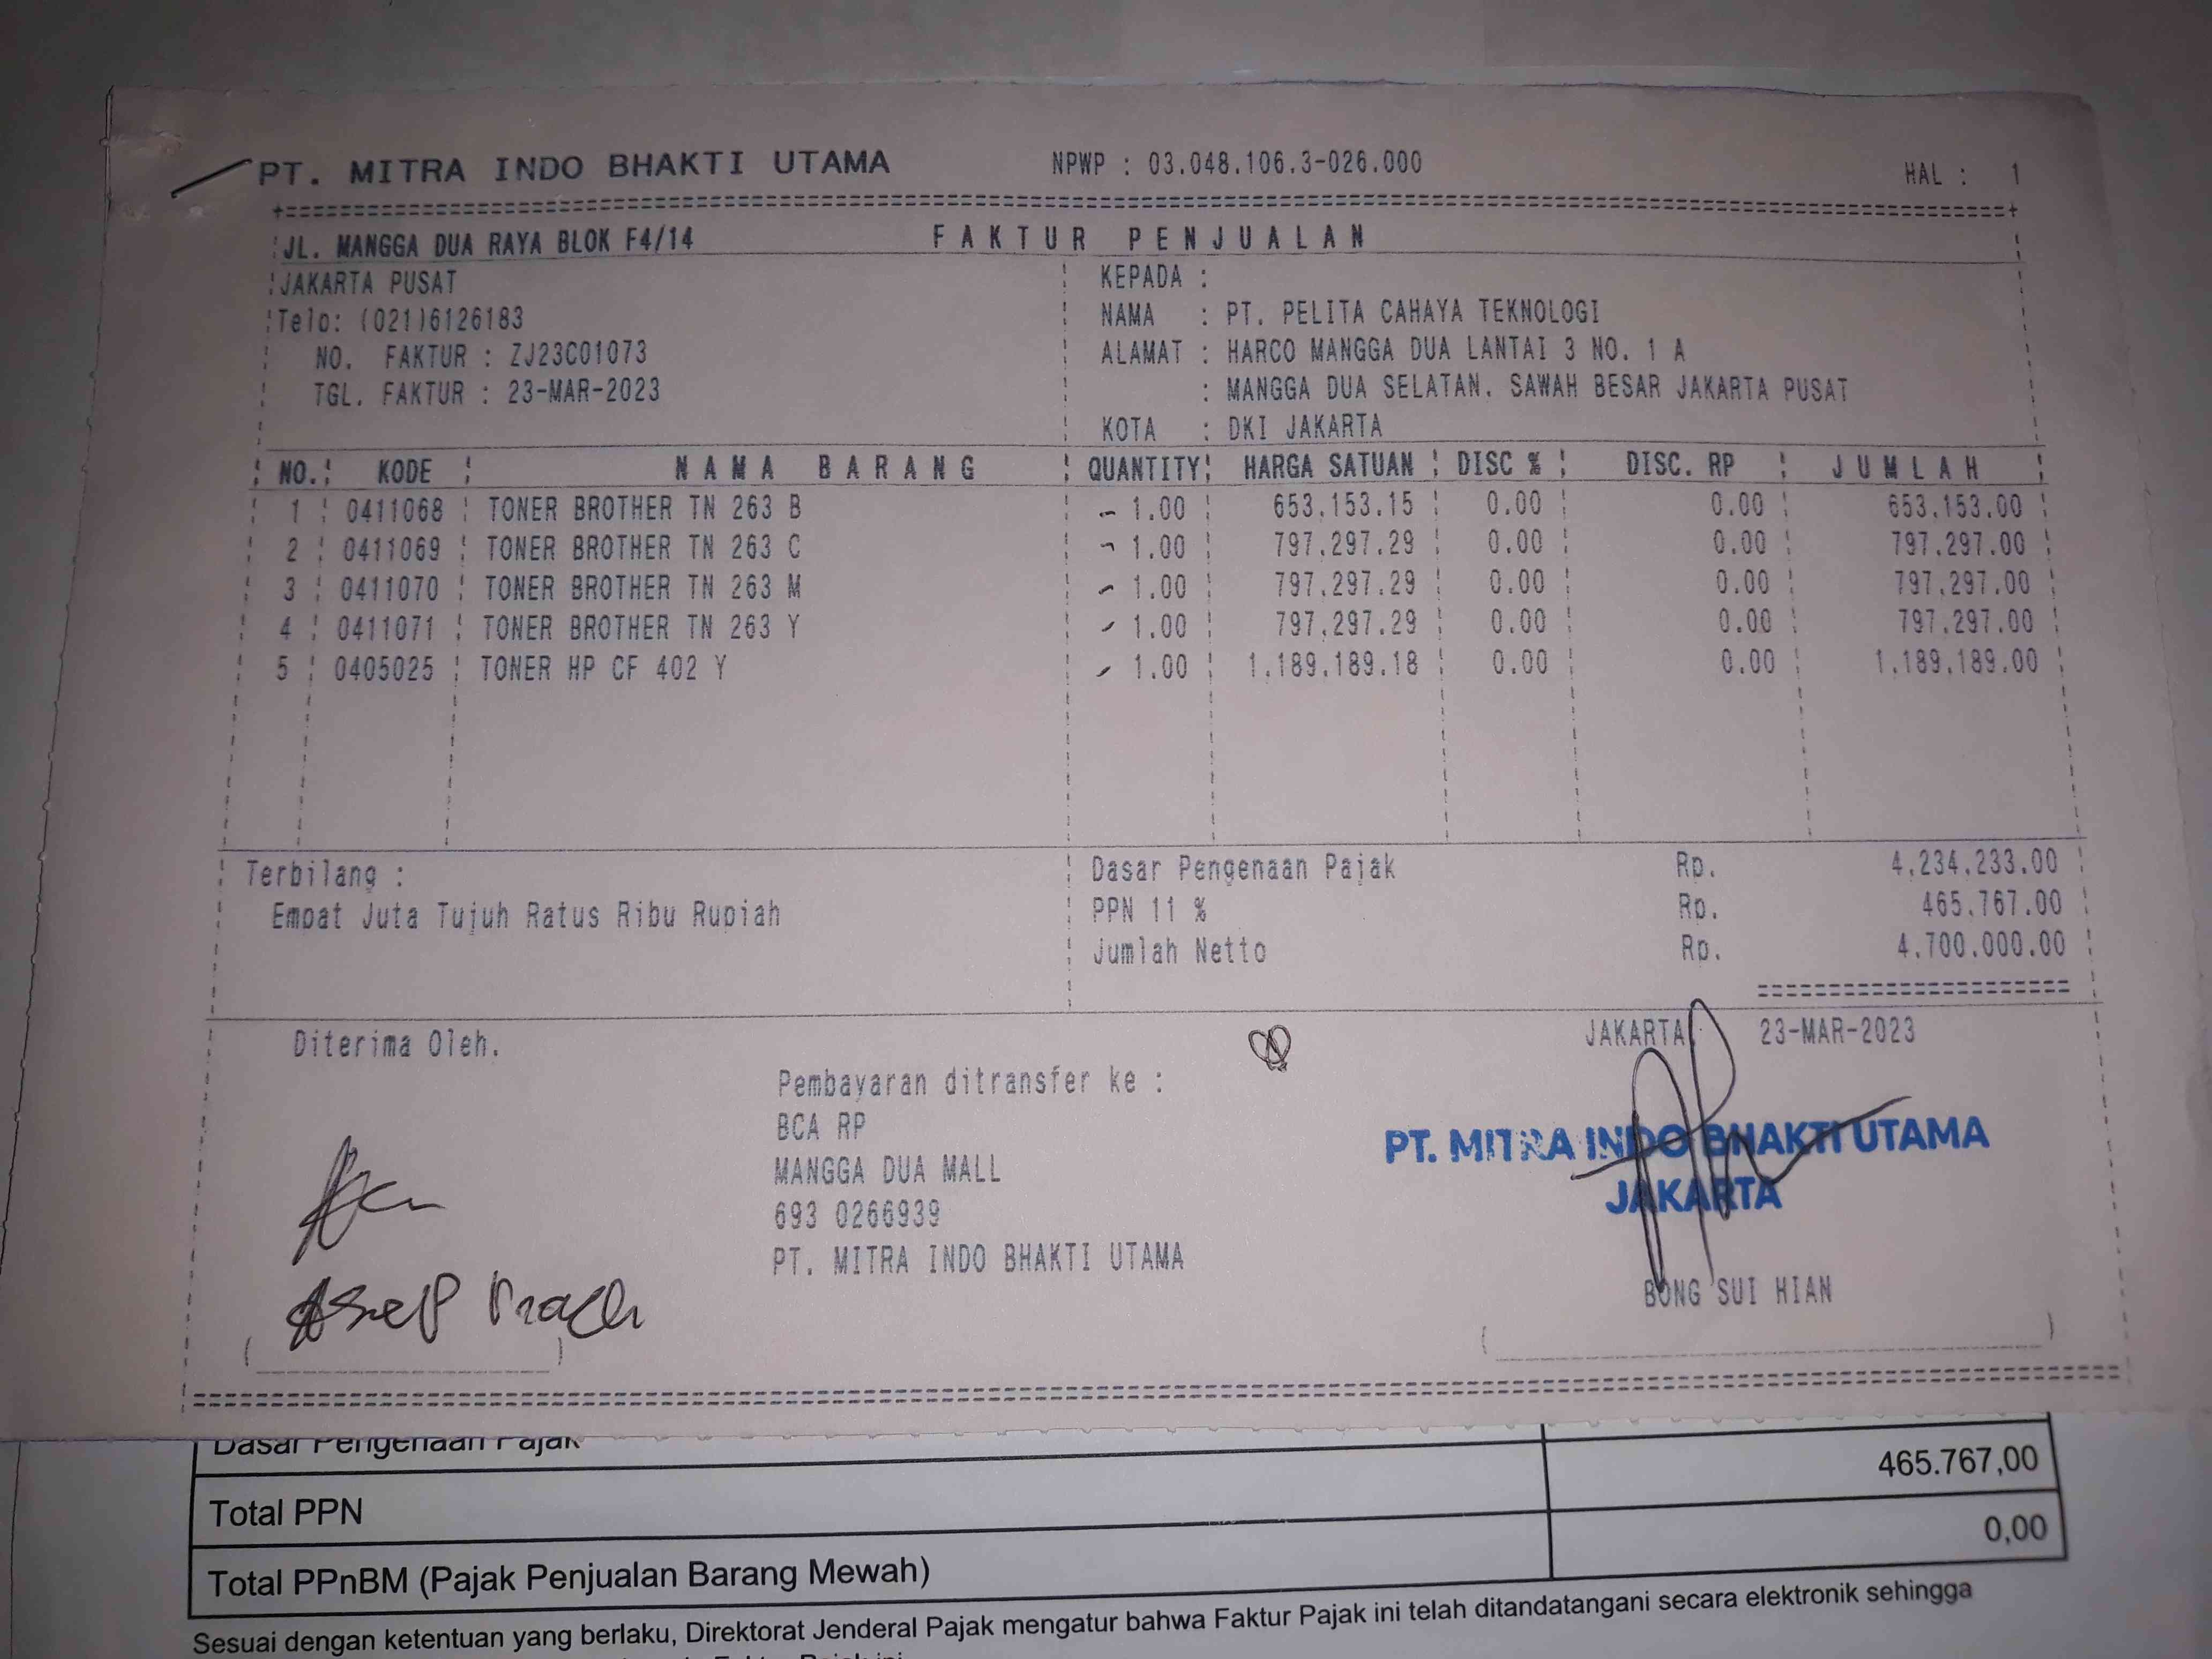 PT. MITRA INDO BHAKTI UTAMA NPWP : 03.048.106.3-026.000 HAL : 1
JL. MANGGA DUA RAYA BLOK F4/14 FAKTUR PENJUALAN
JAKARTA PUSAT KEPADA :
Telp: (021)6126183 NAMA : PT. PELITA CAHAYA TEKNOLOGI
NO. FAKTUR : ZJ23C01073 ALAMAT : HARCO MANGGA DUA LANTAI 3 NO. 1 A
TGL. FAKTUR : 23-MAR-2023 : MANGGA DUA SELATAN. SAWAH BESAR JAKARTA PUSAT
KOTA : DKI JAKARTA
NO. KODE NAMA BARANG QUANTITY HARGA SATUAN DISC % DISC. RP JUMLAH
1 0411068 TONER BROTHER TN 263 B 1.00 653.153.15 0.00 0.00 653.153.00
2 0411069 TONER BROTHER TN 263 C 1.00 797.297.29 0.00 0.00 797.297.00
3 0411070 TONER BROTHER TN 263 M 1.00 797.297.29 0.00 0.00 797.297.00
4 0411071 TONER BROTHER TN 263 Y 1.00 797.297.29 0.00 0.00 797.297.00
5 0405025 TONER HP CF 402 Y 1.00 1.189.189.18 0.00 0.00 1.189.189.00
Terbilang : Dasar Pengenaan Pajak Rp. 4.234.233.00
Empat Juta Tujuh Ratus Ribu Rupiah PPN 11 % Rp. 465.767.00
Jumlah Netto Rp. 4.700.000.00
Diterima Oleh. JAKARTA, 23-MAR-2023
Pembayaran ditransfer ke :
BCA RP
MANGGA DUA MALL
693 0266939
PT. MITRA INDO BHAKTI UTAMA
PT. MITRA INDO BHAKTI UTAMA
JAKARTA
BONG SUI HIAN
Asep
Dasar Pengenaan Pajak
Total PPN 465.767,00
Total PPnBM (Pajak Penjualan Barang Mewah) 0,00
Sesuai dengan ketentuan yang berlaku, Direktorat Jenderal Pajak mengatur bahwa Faktur Pajak ini telah ditandatangani secara elektronik sehingga